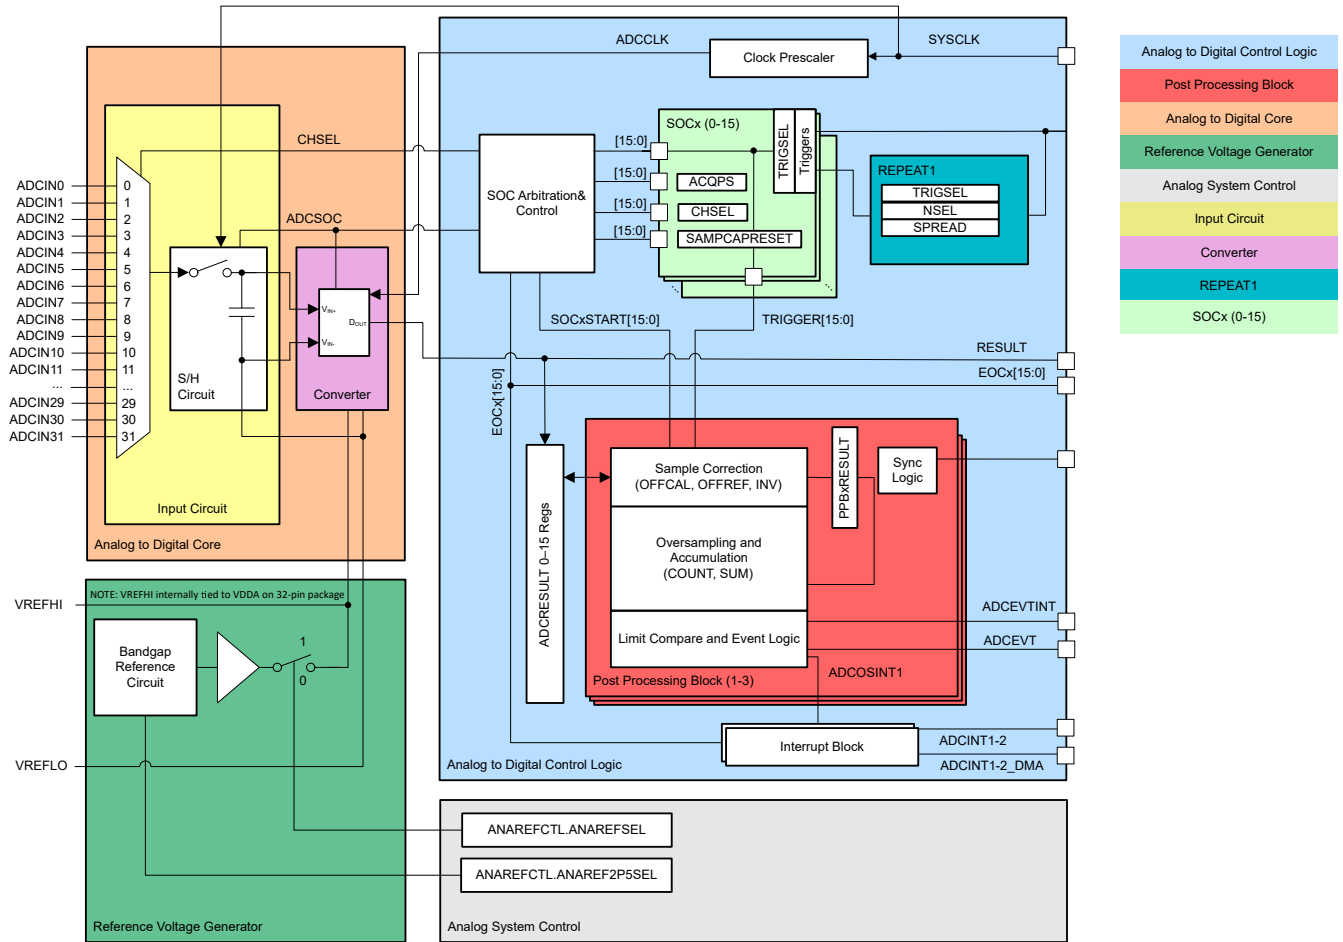 ADCCLK
SYSCLK
Clock Prescaler
Analog to Digital Control Logic
Post Processing Block
Analog to Digital Core
Reference Voltage Generator
Analog System Control
Input Circuit
Converter
REPEAT1
SOCx (0-15)
CHSEL
SOC Arbitration&
Control
[15:0]
[15:0]
[15:0]
[15:0]
SOCx (0-15)
TRIGSEL
Triggers
ACQPS
CHSEL
SAMPCAPRESET
REPEAT1
TRIGSEL
NSEL
SPREAD
ADCIN0
ADCIN1
ADCIN2
ADCIN3
ADCIN4
ADCIN5
ADCIN6
ADCIN7
ADCIN8
ADCIN9
ADCIN10
ADCIN11
...
ADCIN29
ADCIN30
ADCIN31
0
1
2
3
4
5
6
7
8
9
10
11
...
29
30
31
ADCSOC
S/H
Circuit
VIN+
DOUT
VIN-
Converter
Input Circuit
Analog to Digital Core
SOCxSTART[15:0]
TRIGGER[15:0]
RESULT
EOCx[15:0]
EOCx[15:0]
ADCRESULT 0–15 Regs
Sample Correction
(OFFCAL, OFFREF, INV)
Oversampling and
Accumulation
(COUNT, SUM)
Limit Compare and Event Logic
PPBxRESULT
Sync
Logic
Post Processing Block (1-3)
ADCEVTINT
ADCEVT
ADCOSINT1
Interrupt Block
ADCINT1-2
ADCINT1-2_DMA
Analog to Digital Control Logic
VREFHI
NOTE: VREFHI internally tied to VDDA on 32-pin package
Bandgap
Reference
Circuit
1
0
VREFLO
Reference Voltage Generator
ANAREFCTL.ANAREFSEL
ANAREFCTL.ANAREF2P5SEL
Analog System Control